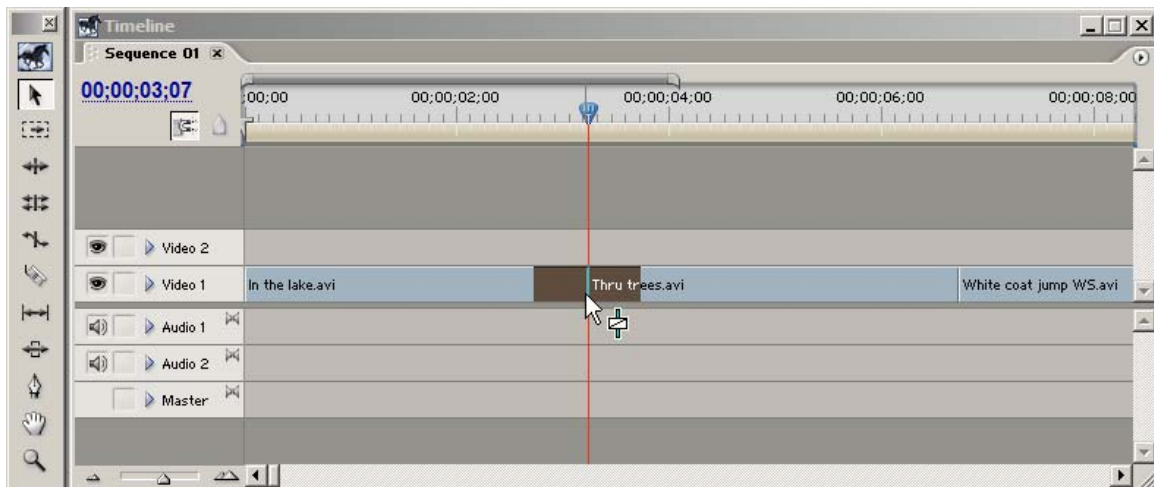 Timeline
Sequence 01
00;00;03;07
;00;00 00;00;02;00 00;00;04;00 00;00;06;00 00;00;08;00
Video 2
Video 1 In the lake.avi Thru trees.avi White coat jump WS.avi
Audio 1
Audio 2
Master